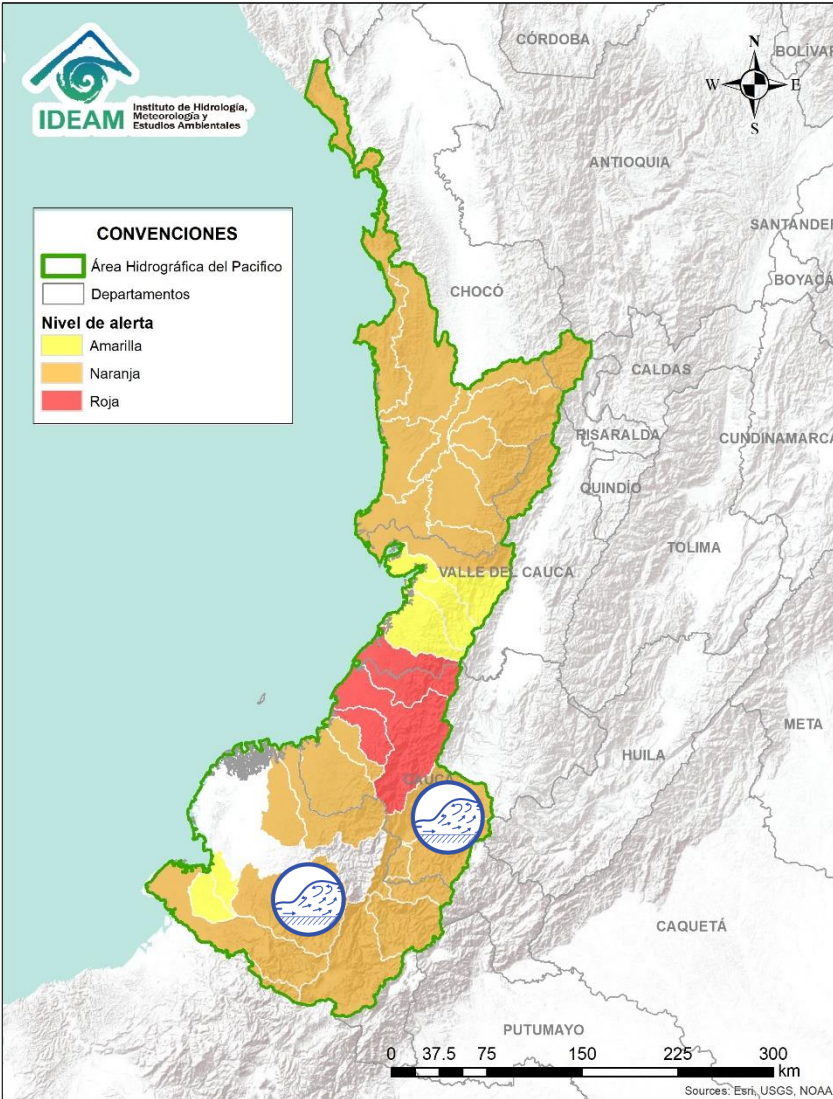 IDEAM
Instituto de Hidrología,
Meteorología y
Estudios Ambientales
CÓRDOBA
BOLÍVAR
N
W
E
S
ANTIOQUIA
SANTANDER
BOYACÁ
CONVENCIONES
Área Hidrográfica del Pacifico
Departamentos
Nivel de alerta
Amarilla
Naranja
Roja
CHOCÓ
CALDAS
RISARALDA
CUNDINAMARCA
QUINDÍO
TOLIMA
VALLE DEL CAUCA
META
HUILA
CAUCA
CAQUETÁ
PUTUMAYO
0 37.5 75 150 225 300
km
Sources: Esri, USGS, NOAA